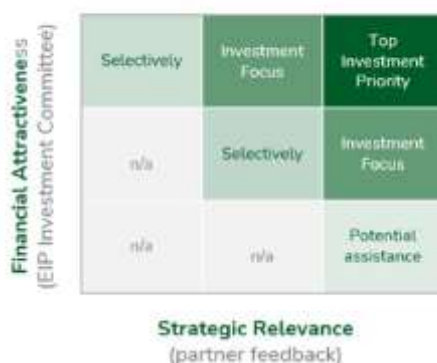 Financial Attractiveness
(EIP Investment Committee)
Selectively
Investment
Focus
Top
Investment
Priority
n/a
Selectively
Investment
Focus
n/a
n/a
Potential
assistance
Strategic Relevance
(partner feedback)